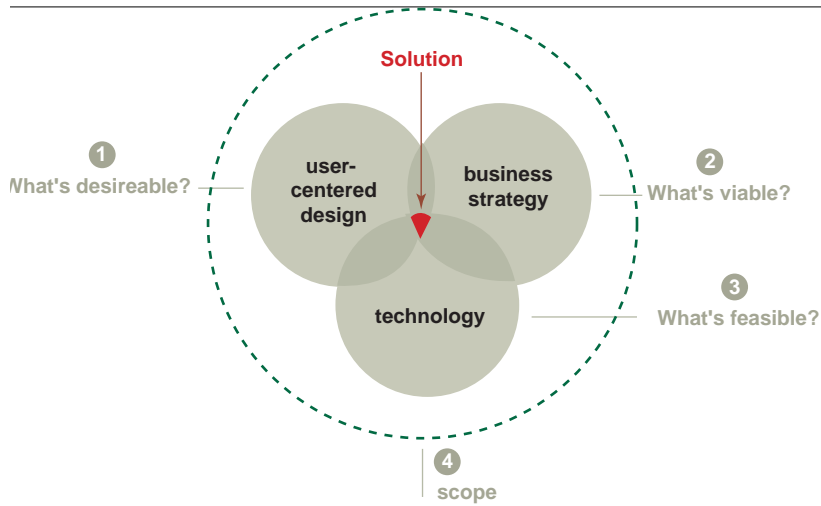 Solution
1
What's desireable?
user-
centered
design
business
strategy
2
What's viable?
technology
3
What's feasible?
4
scope